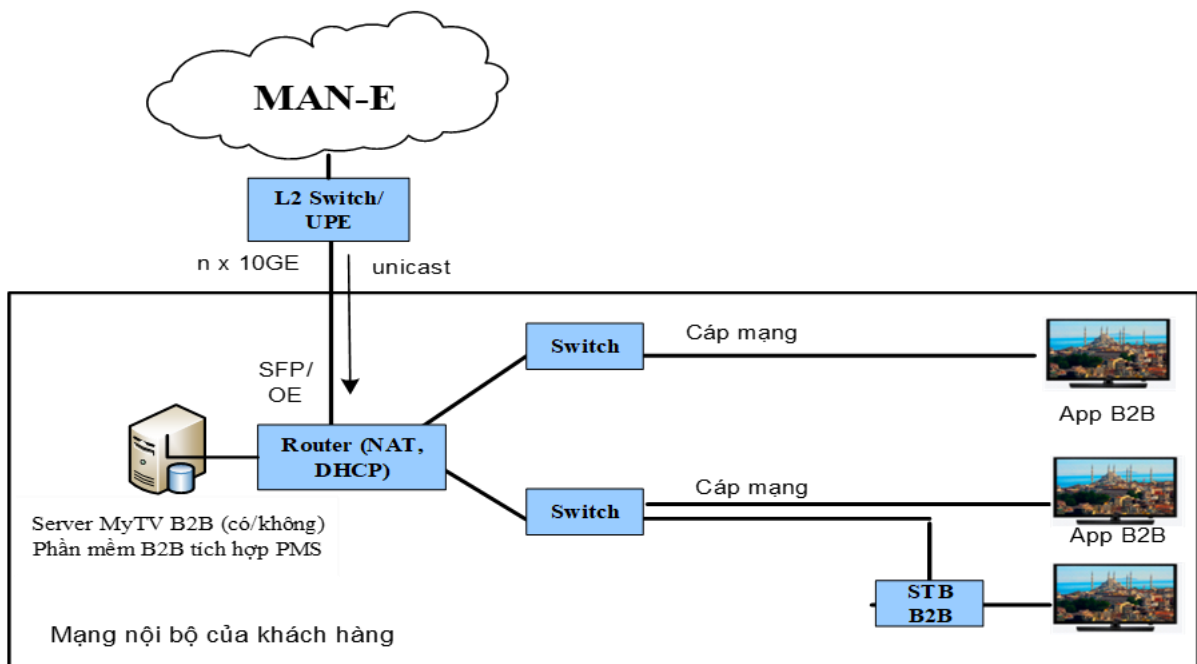 MAN-E
L2 Switch/
UPE
n x 10GE
unicast
Switch
Cáp mạng
SFP/
OE
App B2B
Router (NAT,
DHCP)
Cáp mạng
Switch
Server MyTV B2B (có/không)
Phần mềm B2B tích hợp PMS
App B2B
STB
B2B
Mạng nội bộ của khách hàng